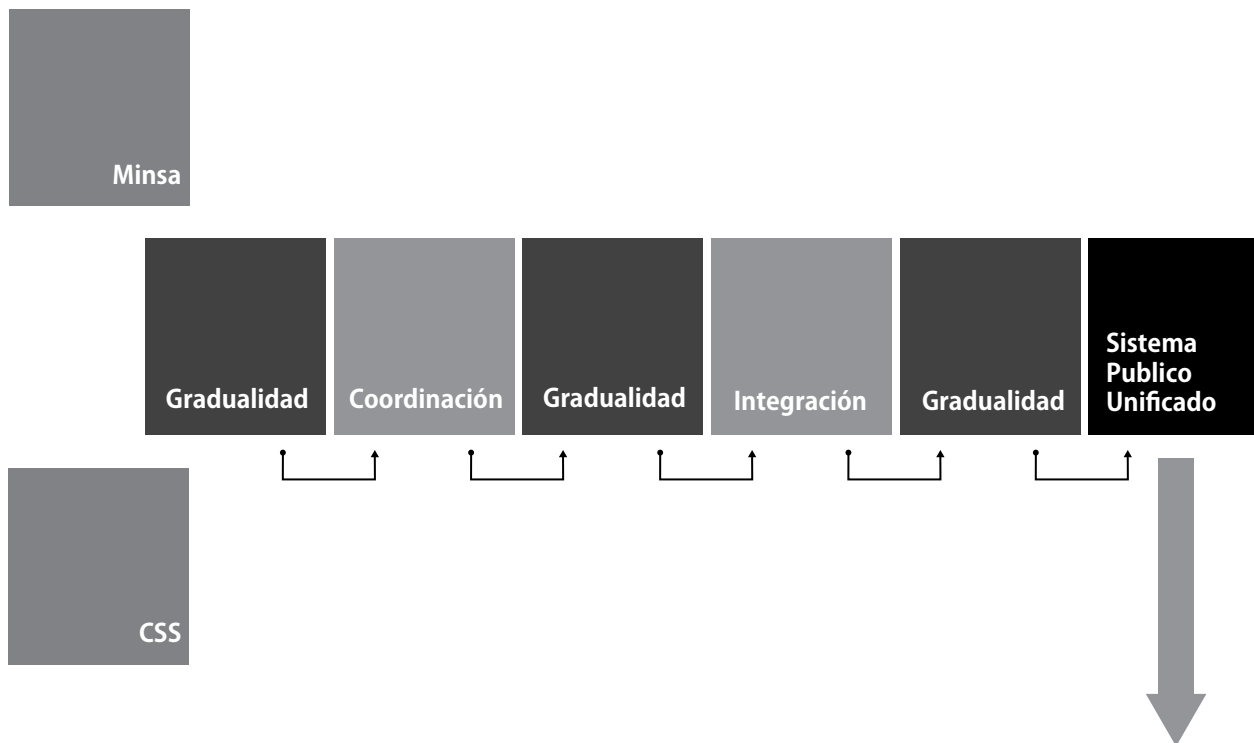 Minsa
Gradualidad
Coordinación
Gradualidad
Integración
Gradualidad
Sistema
Publico
Unificado
CSS